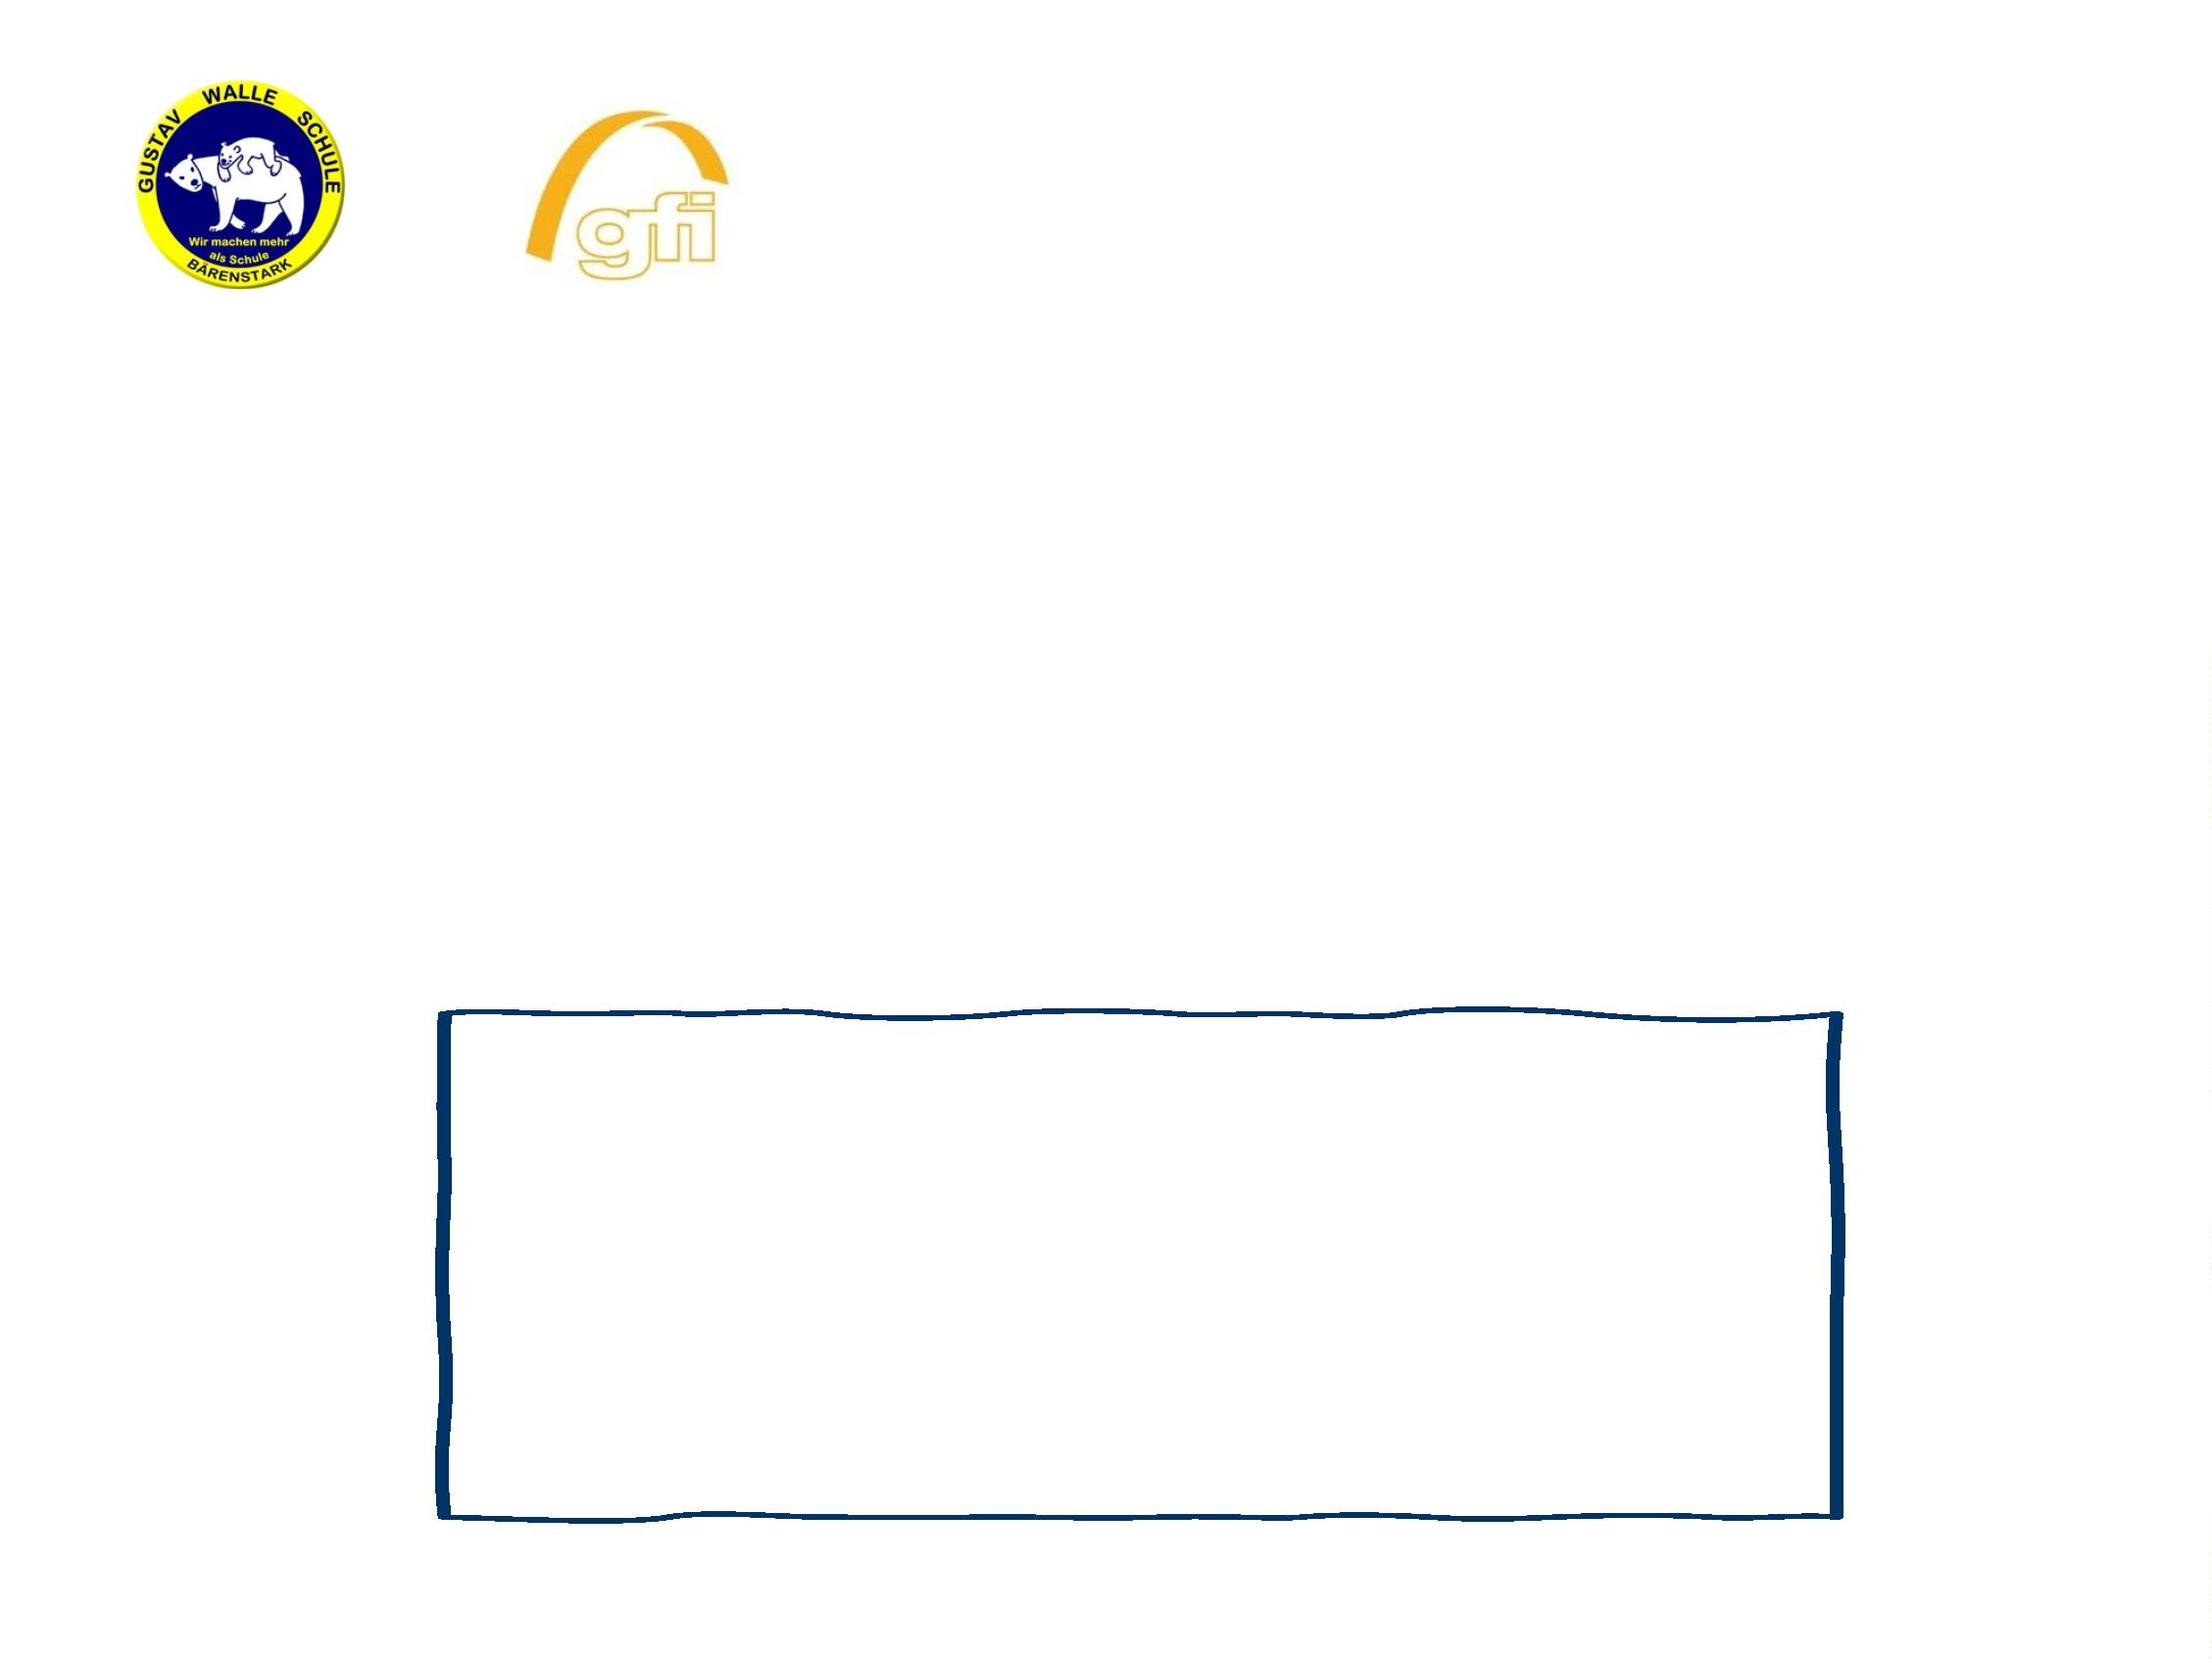 GUSTAV WALLE SCHULE
Wir machen mehr
als Schule
BÄRENSTARK
gfi